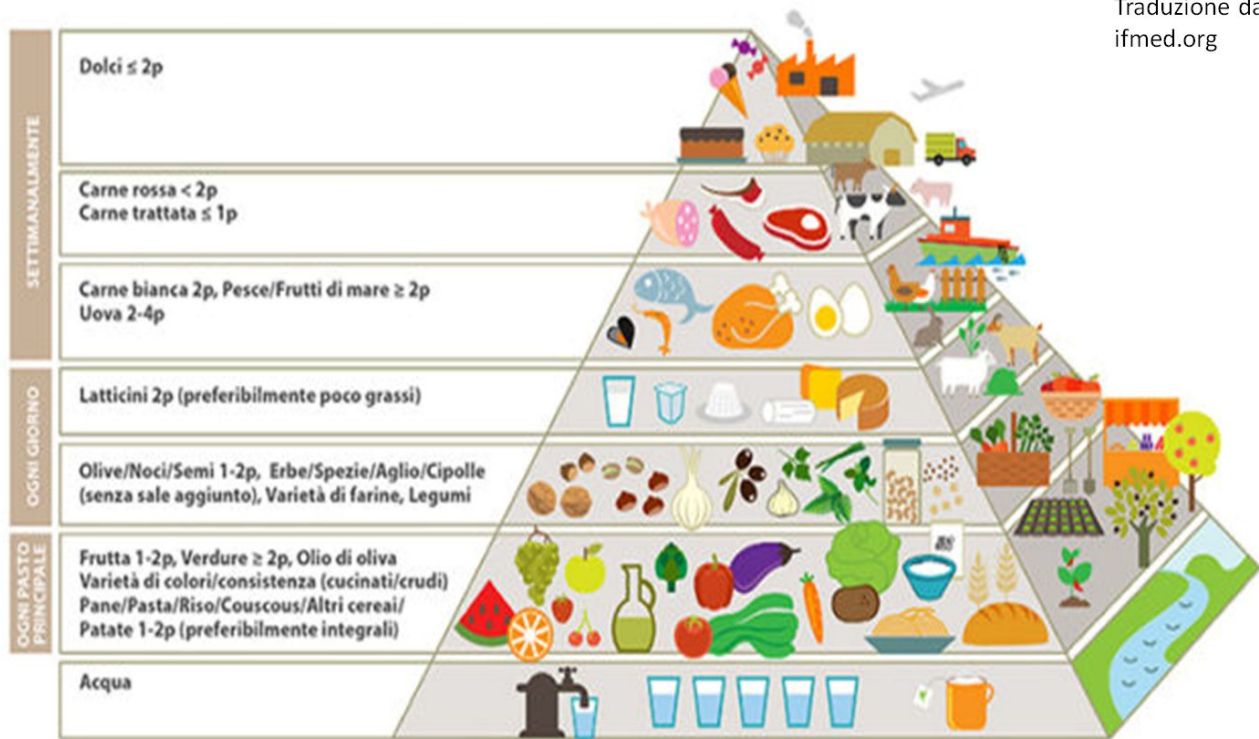 Traduzione da
ifmed.org
SETTIMANALMENTE
Dolci ≤ 2p
Carne rossa < 2p
Carne trattata ≤ 1p
Carne bianca 2p, Pesce/Frutti di mare ≥ 2p
Uova 2-4p
OGNI GIORNO
Latticini 2p (preferibilmente poco grassi)
Olive/Noci/Semi 1-2p, Erbe/Spezie/Aglio/Cipolle
(senza sale aggiunto), Varietà di farine, Legumi
OGNI PASTO
PRINCIPALE
Frutta 1-2p, Verdure ≥ 2p, Olio di oliva
Varietà di colori/consistenza (cucinati/crudi)
Pane/Pasta/Riso/Couscous/Altri cereai/
Patate 1-2p (preferibilmente integrali)
Acqua